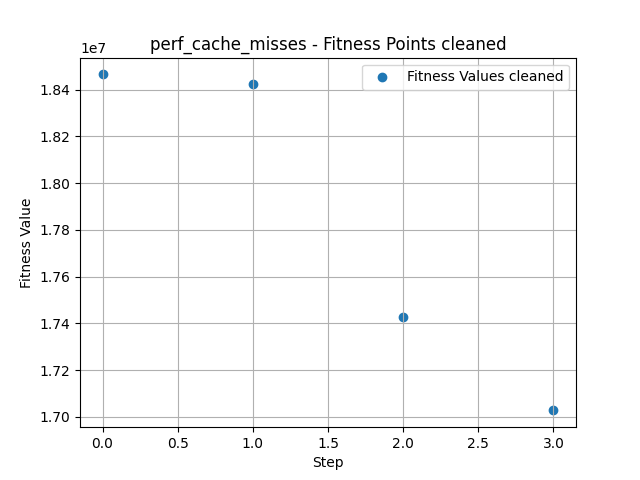 perf_cache_misses - Fitness Points cleaned
1e7
Fitness Values cleaned
1.84
1.82
1.80
1.78
1.76
1.74
1.72
1.70
Fitness Value
0.0 0.5 1.0 1.5 2.0 2.5 3.0
Step